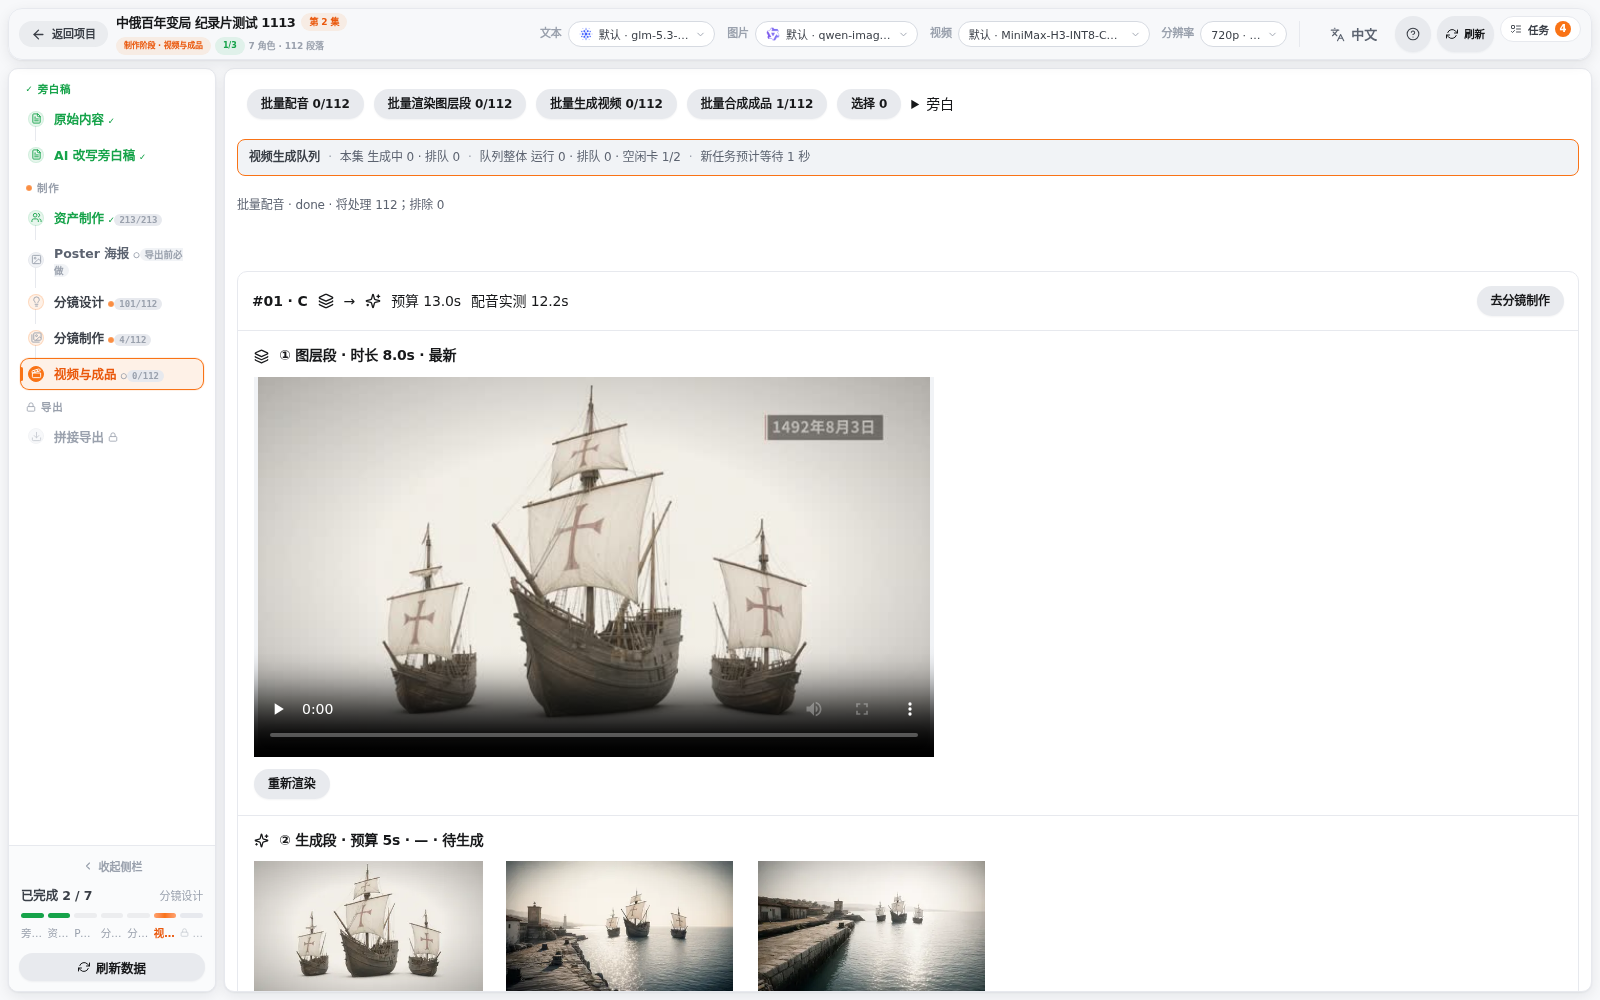 返回项目
中俄百年变局 纪录片测试 1113 第 2 集
制作阶段 · 视频与成品 1/3 7 角色 · 112 段落
文本 默认 · glm-5.3-...
图片 默认 · qwen-imag...
视频 默认 · MiniMax-H3-INT8-C...
分辨率 720p · ...
中文
刷新
任务 4
✓ 旁白稿
原始内容 ✓
AI 改写旁白稿 ✓
制作
资产制作 ✓ 213/213
Poster 海报 ○ 导出前必
做
分镜设计 101/112
分镜制作 4/112
视频与成品 ○ 0/112
导出
拼接导出
收起侧栏
已完成 2 / 7 分镜设计
旁... 资... P... 分... 分... 视... ...
刷新数据
批量配音 0/112 批量渲染图层段 0/112 批量生成视频 0/112 批量合成成品 1/112 选择 0 ▶ 旁白
视频生成队列 · 本集 生成中 0 · 排队 0 · 队列整体 运行 0 · 排队 0 · 空闲卡 1/2 · 新任务预计等待 1 秒
批量配音 · done · 将处理 112；排除 0
#01 · C → 预算 13.0s 配音实测 12.2s
去分镜制作
① 图层段 · 时长 8.0s · 最新
1492年8月3日
0:00
重新渲染
② 生成段 · 预算 5s · — · 待生成